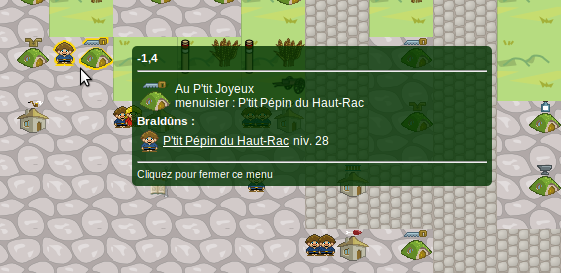 -1,4
Au P'tit Joyeux
menuisier : P'tit Pépin du Haut-Rac
Braldûns :
P'tit Pépin du Haut-Rac niv. 28
Cliquez pour fermer ce menu